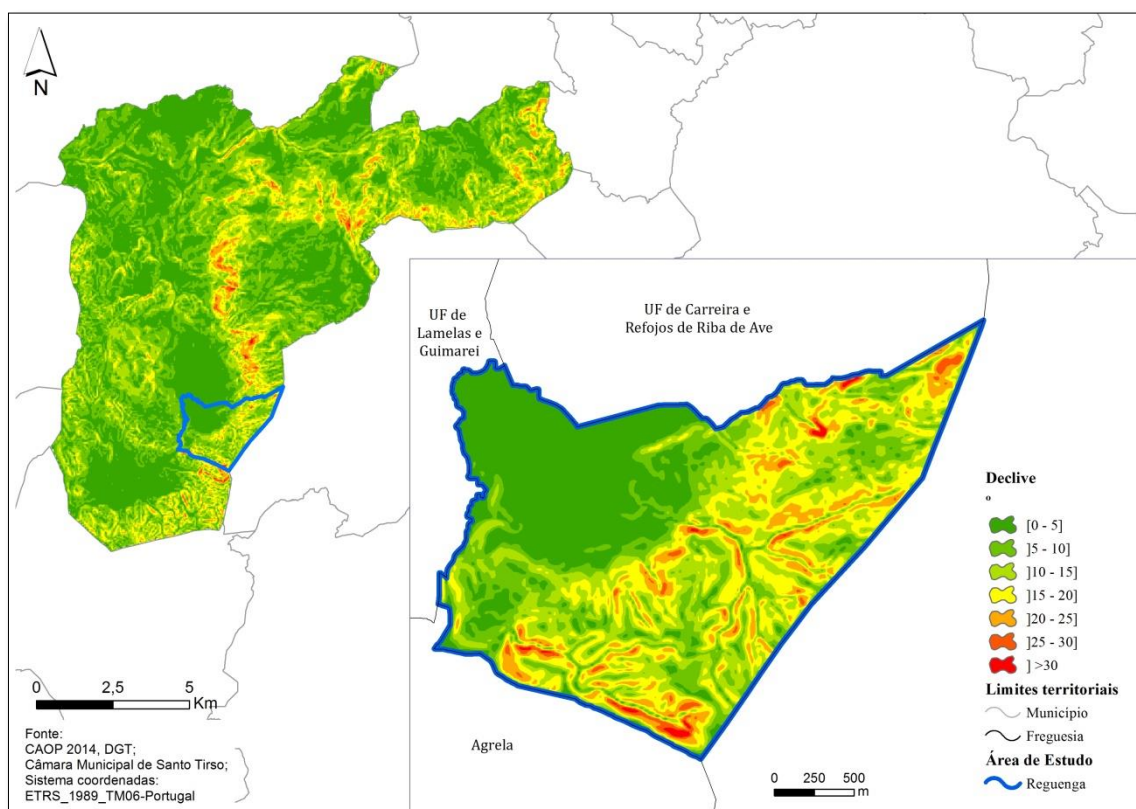 N
UF de
Lamelas e
Guimarei
UF de Carreira e
Refojos de Riba de Ave
Agrela
Declive
º
[0 - 5]
]5 - 10]
]10 - 15]
]15 - 20]
]20 - 25]
]25 - 30]
] >30
Limites territoriais
Município
Freguesia
Área de Estudo
Reguenga
0 2,5 5
Km
0 250 500
m
Fonte:
CAOP 2014, DGT;
Câmara Municipal de Santo Tirso;
Sistema coordenadas:
ETRS_1989_TM06-Portugal